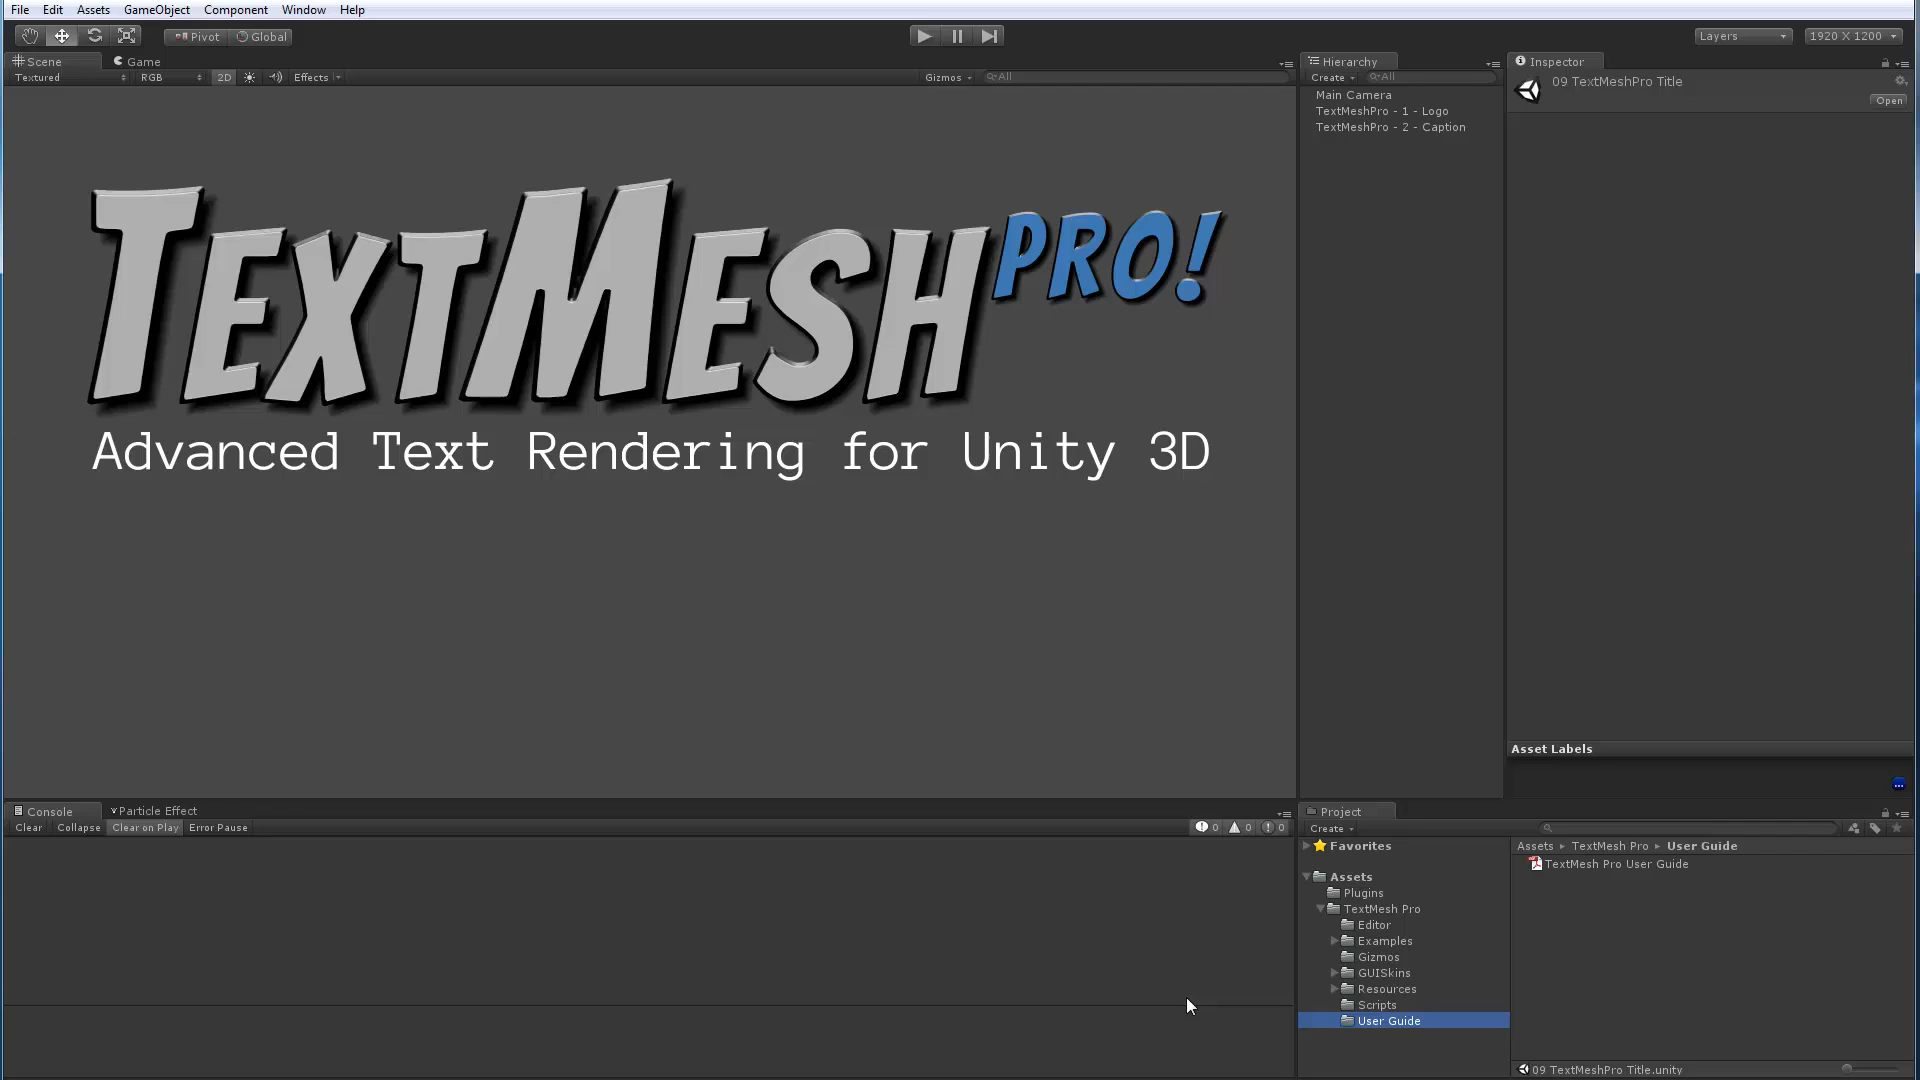 File Edit Assets GameObject Component Window Help
Pivot Global Layers 1920 X 1200
Scene Game Hierarchy Inspector
Textured RGB 2D Effects Gizmos All Create All
09 TextMeshPro Title
Open
Main Camera
TextMeshPro - 1 - Logo
TextMeshPro - 2 - Caption
TEXTMESH PRO!
Advanced Text Rendering for Unity 3D
Asset Labels
Console Particle Effect
Clear Collapse Clear on Play Error Pause 0 0 0
Project
Create
Favorites
Assets
Plugins
TextMesh Pro
Editor
Examples
Gizmos
GUISkins
Resources
Scripts
User Guide
Assets TextMesh Pro User Guide
TextMesh Pro User Guide
09 TextMeshPro Title.unity